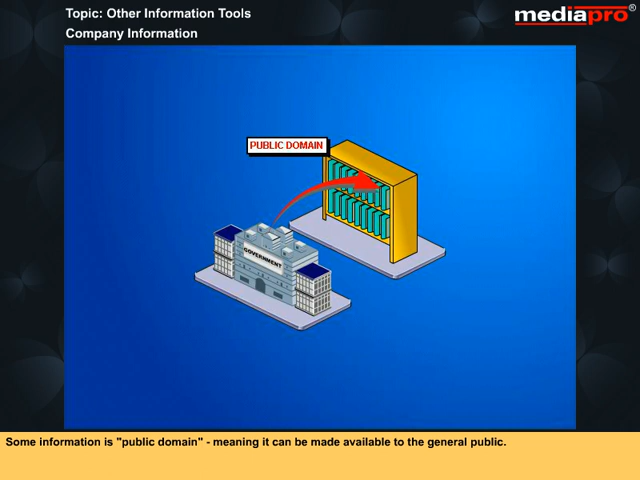 Topic: Other Information Tools
Company Information
mediapro®
PUBLIC DOMAIN
GOVERNMENT
Some information is "public domain" - meaning it can be made available to the general public.